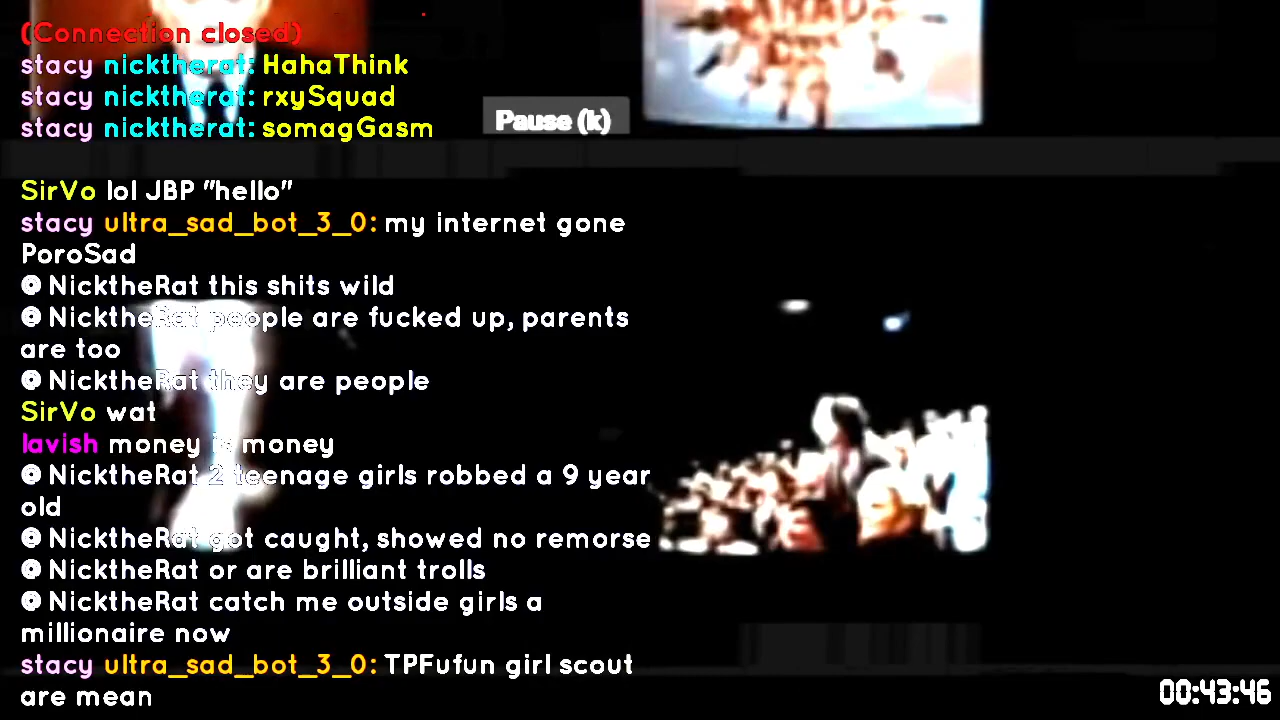 (Connection closed)
stacy nicktherat: HahaThink
stacy nicktherat: rxySquad
stacy nicktherat: somagGasm
Pause (k)
SirVo lol JBP "hello"
stacy ultra_sad_bot_3_0: my internet gone
PoroSad
@ NicktheRat this shits wild
@ NicktheRat people are fucked up, parents
are too
@ NicktheRat they are people
SirVo wat
lavish money is money
@ NicktheRat 2 teenage girls robbed a 9 year
old
@ NicktheRat got caught, showed no remorse
@ NicktheRat or are brilliant trolls
@ NicktheRat catch me outside girls a
millionaire now
stacy ultra_sad_bot_3_0: TPFufun girl scout
are mean
00:43:46